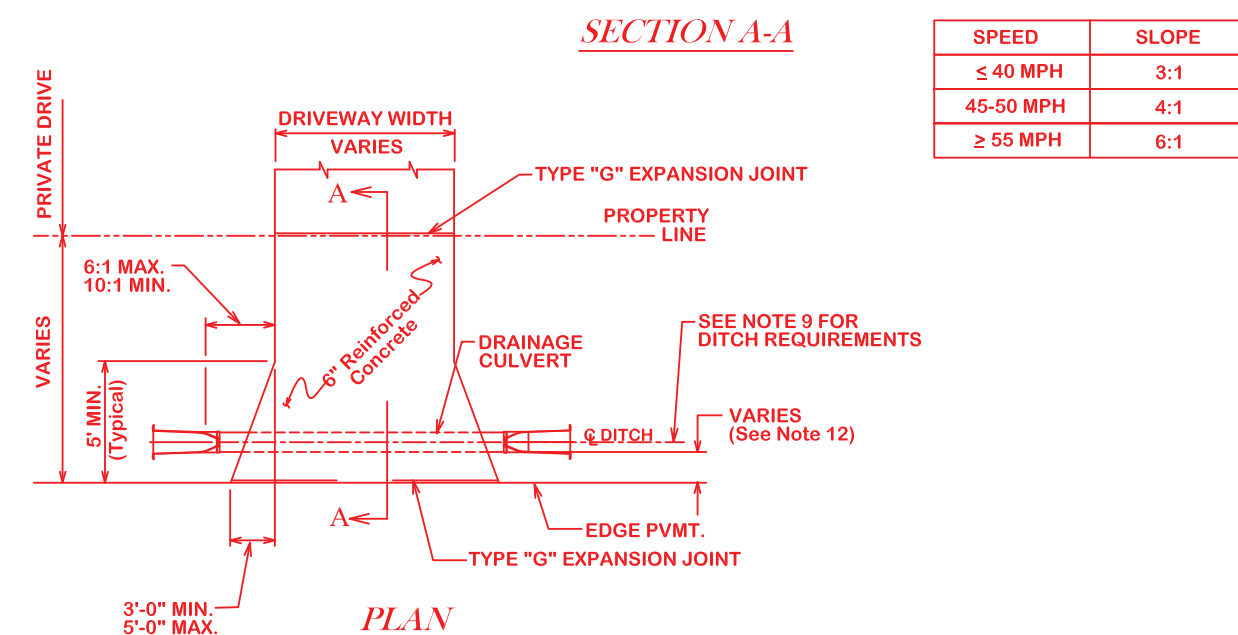 SECTION A-A
SPEED SLOPE
≤ 40 MPH 3:1
45-50 MPH 4:1
≥ 55 MPH 6:1
PRIVATE DRIVE
DRIVEWAY WIDTH
VARIES
A
TYPE "G" EXPANSION JOINT
PROPERTY
LINE
6:1 MAX.
10:1 MIN.
VARIES
6" Reinforced
Concrete
DRAINAGE
CULVERT
SEE NOTE 9 FOR
DITCH REQUIREMENTS
5' MIN.
(Typical)
℄ DITCH
VARIES
(See Note 12)
A
EDGE PVMT.
TYPE "G" EXPANSION JOINT
3'-0" MIN.
5'-0" MAX.
PLAN